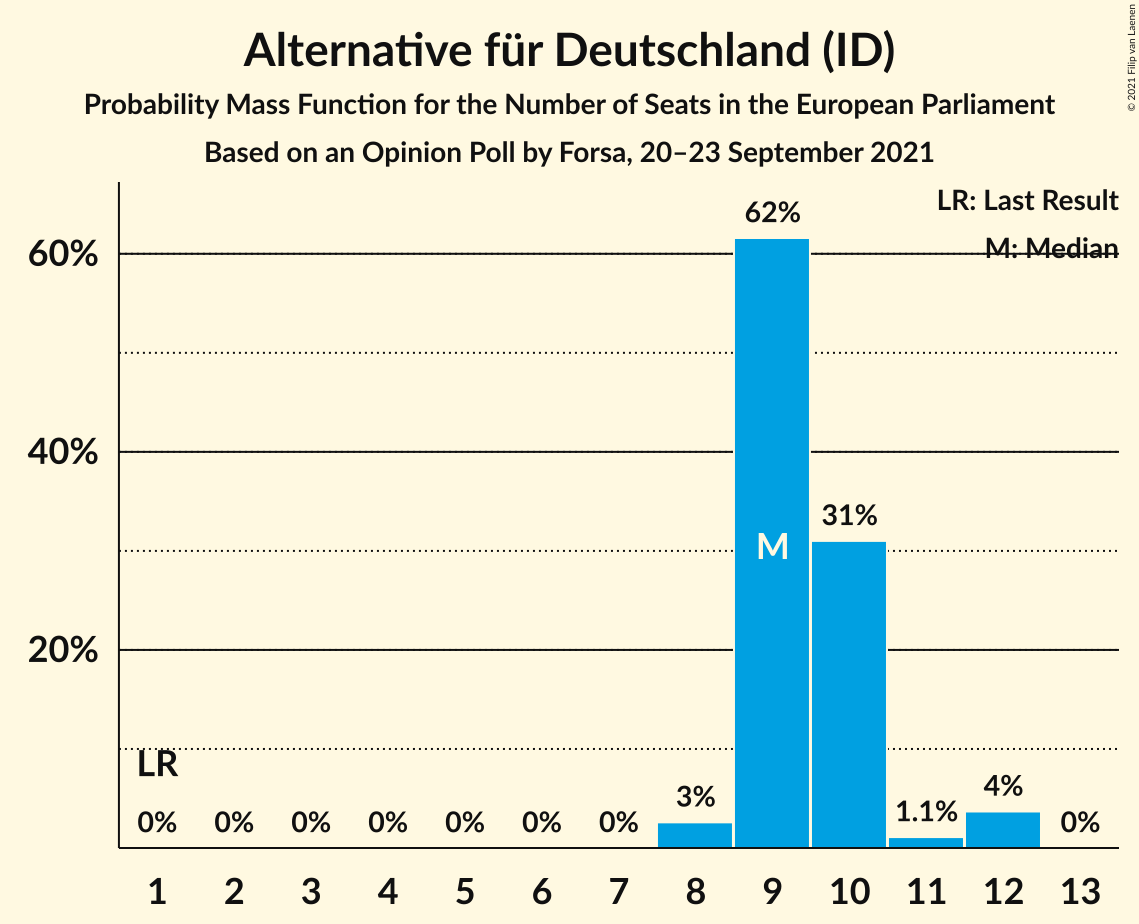 Alternative für Deutschland (ID)
Probability Mass Function for the Number of Seats in the European Parliament
Based on an Opinion Poll by Forsa, 20–23 September 2021
© 2021 Filip van Laenen
LR: Last Result
M: Median
60%
40%
20%
62%
31%
M
LR
0% 0% 0% 0% 0% 0% 0% 3% 1.1% 4% 0%
1 2 3 4 5 6 7 8 9 10 11 12 13